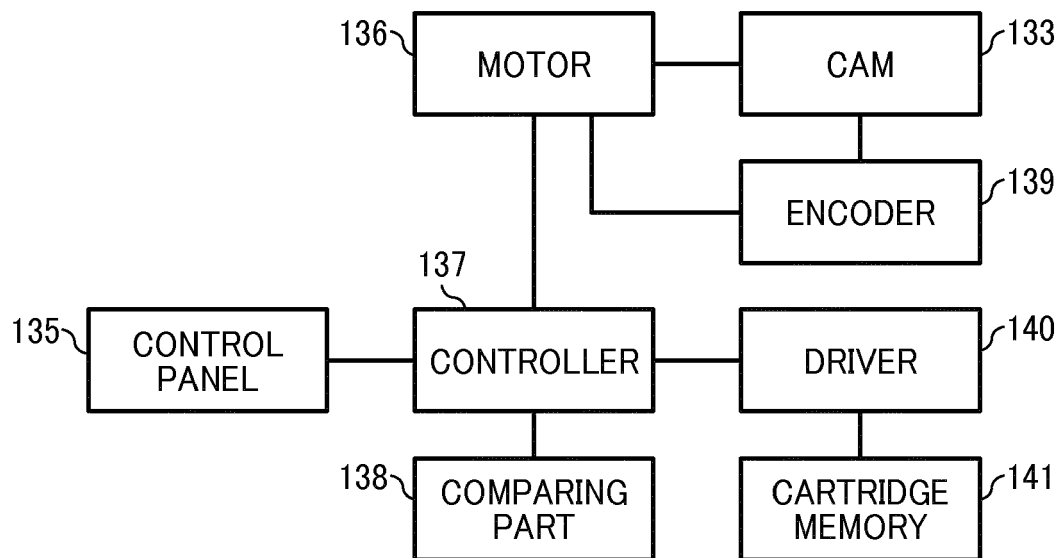 136
MOTOR
CAM
133
ENCODER
139
137
135
CONTROL
PANEL
CONTROLLER
DRIVER
140
138
COMPARING
PART
CARTRIDGE
MEMORY
141